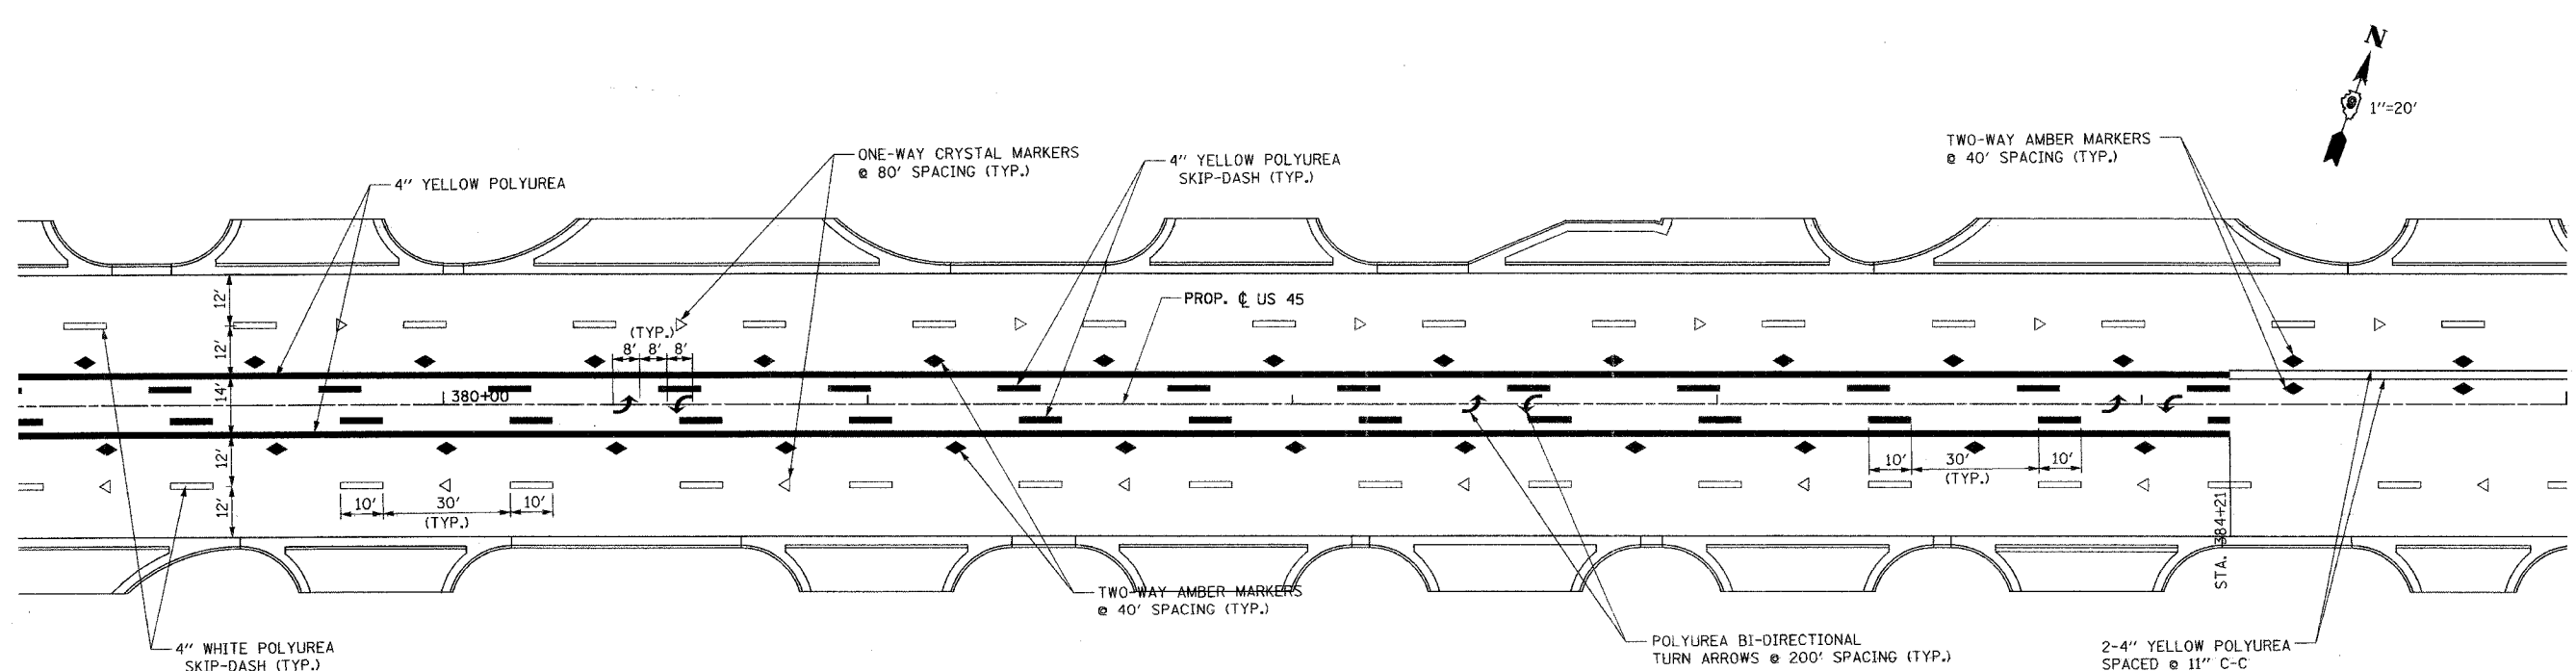 N
1"=20'
TWO-WAY AMBER MARKERS
@ 40' SPACING (TYP.)
ONE-WAY CRYSTAL MARKERS
@ 80' SPACING (TYP.)
4" YELLOW POLYUREA
SKIP-DASH (TYP.)
4" YELLOW POLYUREA
PROP. ℄ US 45
12'
12'
14'
12'
12'
(TYP.)
8'
8'
8'
380+00
10'
30'
10'
(TYP.)
10'
30'
10'
(TYP.)
STA. 384+21
TWO-WAY AMBER MARKERS
@ 40' SPACING (TYP.)
4" WHITE POLYUREA
SKIP-DASH (TYP.)
POLYUREA BI-DIRECTIONAL
TURN ARROWS @ 200' SPACING (TYP.)
2-4" YELLOW POLYUREA
SPACED @ 11" C-C